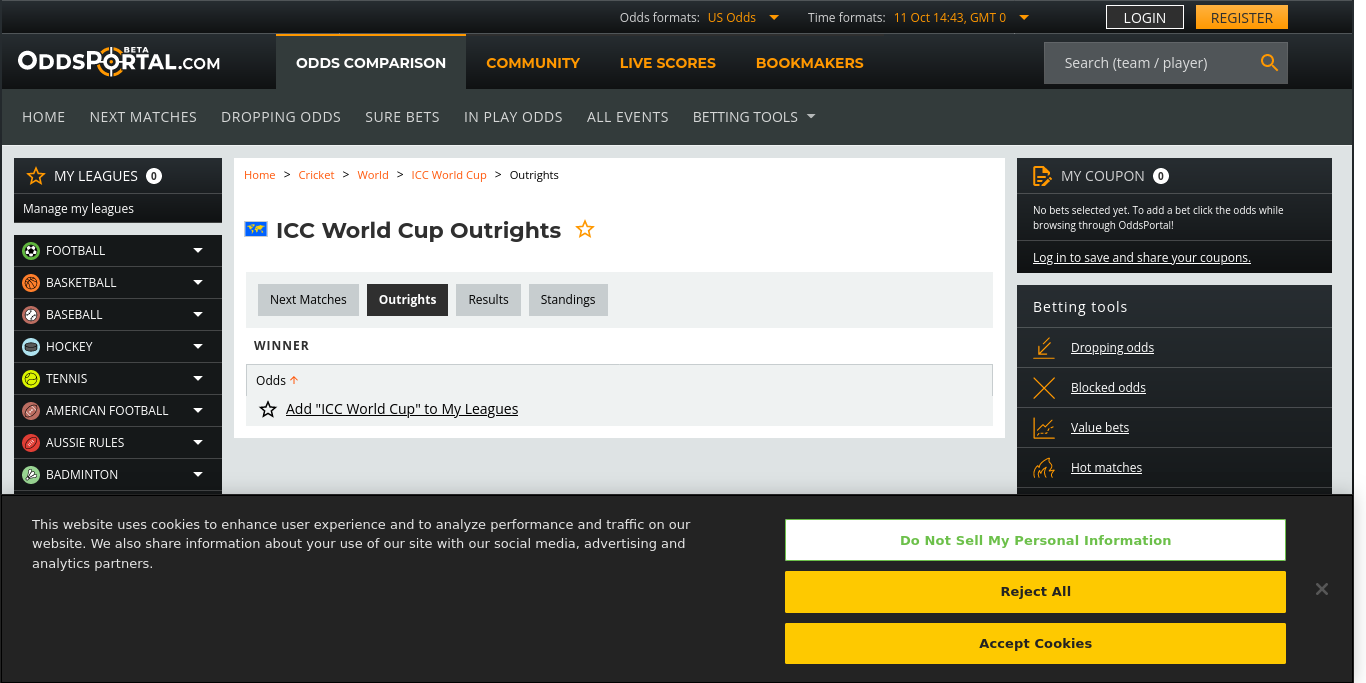 Odds formats: US Odds
Time formats: 11 Oct 14:43, GMT 0
LOGIN
REGISTER
ODDSPORTAL.COM
BETA
ODDS COMPARISON
COMMUNITY
LIVE SCORES
BOOKMAKERS
Search (team / player)
HOME
NEXT MATCHES
DROPPING ODDS
SURE BETS
IN PLAY ODDS
ALL EVENTS
BETTING TOOLS
MY LEAGUES 0
Manage my leagues
FOOTBALL
BASKETBALL
BASEBALL
HOCKEY
TENNIS
AMERICAN FOOTBALL
AUSSIE RULES
BADMINTON
Home > Cricket > World > ICC World Cup > Outrights
ICC World Cup Outrights
Next Matches
Outrights
Results
Standings
WINNER
Odds
Add "ICC World Cup" to My Leagues
MY COUPON 0
No bets selected yet. To add a bet click the odds while
browsing through OddsPortal!
Log in to save and share your coupons.
Betting tools
Dropping odds
Blocked odds
Value bets
Hot matches
This website uses cookies to enhance user experience and to analyze performance and traffic on our
website. We also share information about your use of our site with our social media, advertising and
analytics partners.
Do Not Sell My Personal Information
Reject All
Accept Cookies